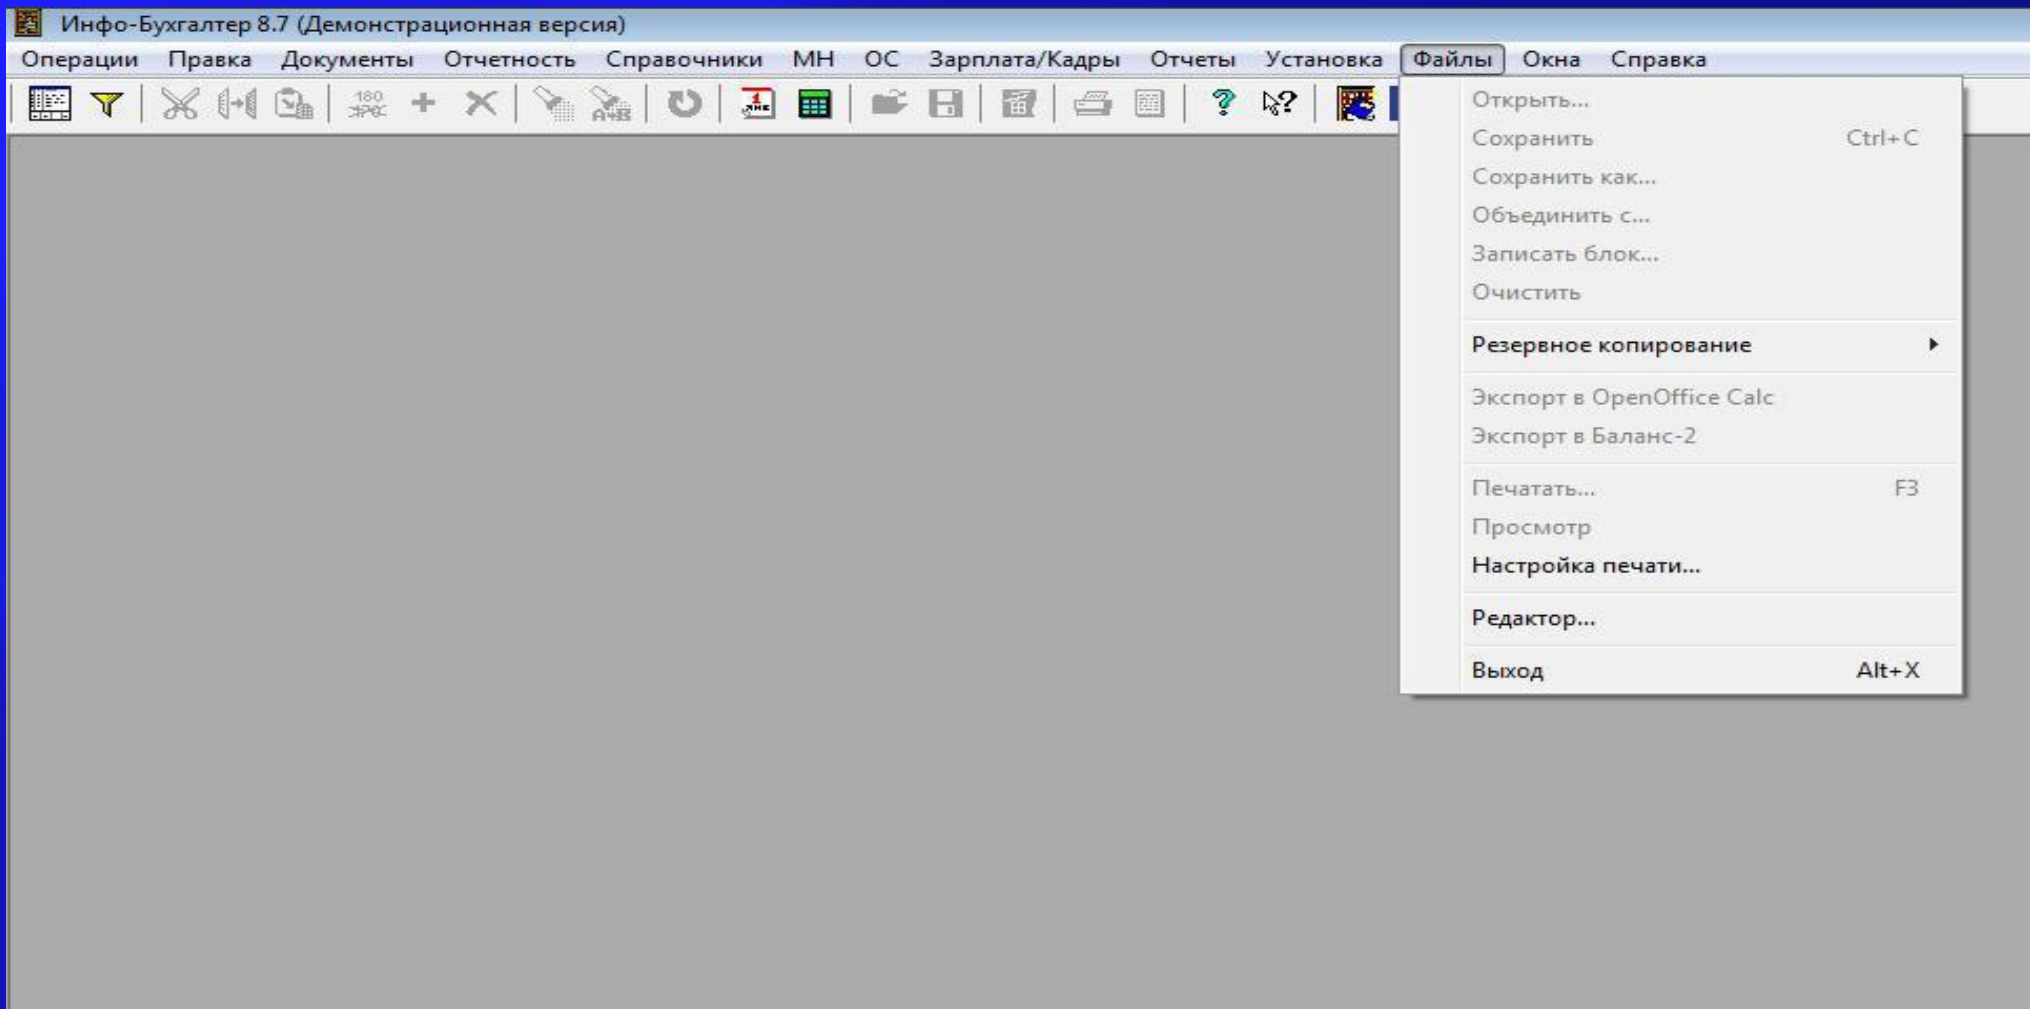 Инфо-Бухгалтер 8.7 (Демонстрационная версия)
Операции Правка Документы Отчетность Справочники МН ОС Зарплата/Кадры Отчеты Установка Файлы Окна Справка
Открыть...
Сохранить Ctrl+C
Сохранить как...
Объединить с...
Записать блок...
Очистить
Резервное копирование
Экспорт в OpenOffice Calc
Экспорт в Баланс-2
Печатать... F3
Просмотр
Настройка печати...
Редактор...
Выход Alt+X